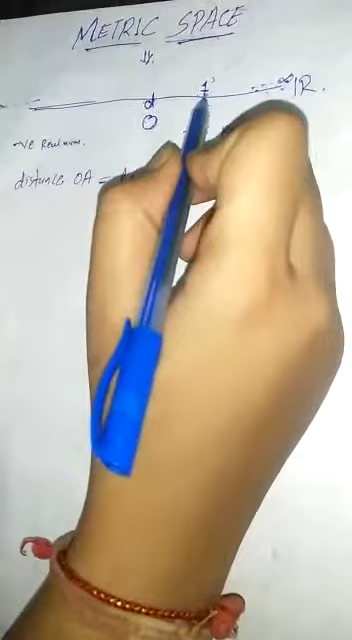 METRIC SPACE
1 ∞ IR.
O
-ve Real num.
distance OA =